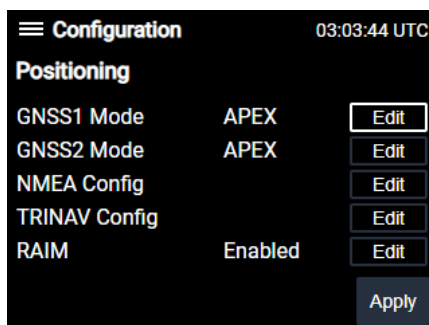 Configuration 03:03:44 UTC
Positioning
GNSS1 Mode APEX Edit
GNSS2 Mode APEX Edit
NMEA Config Edit
TRINAV Config Edit
RAIM Enabled Edit
Apply